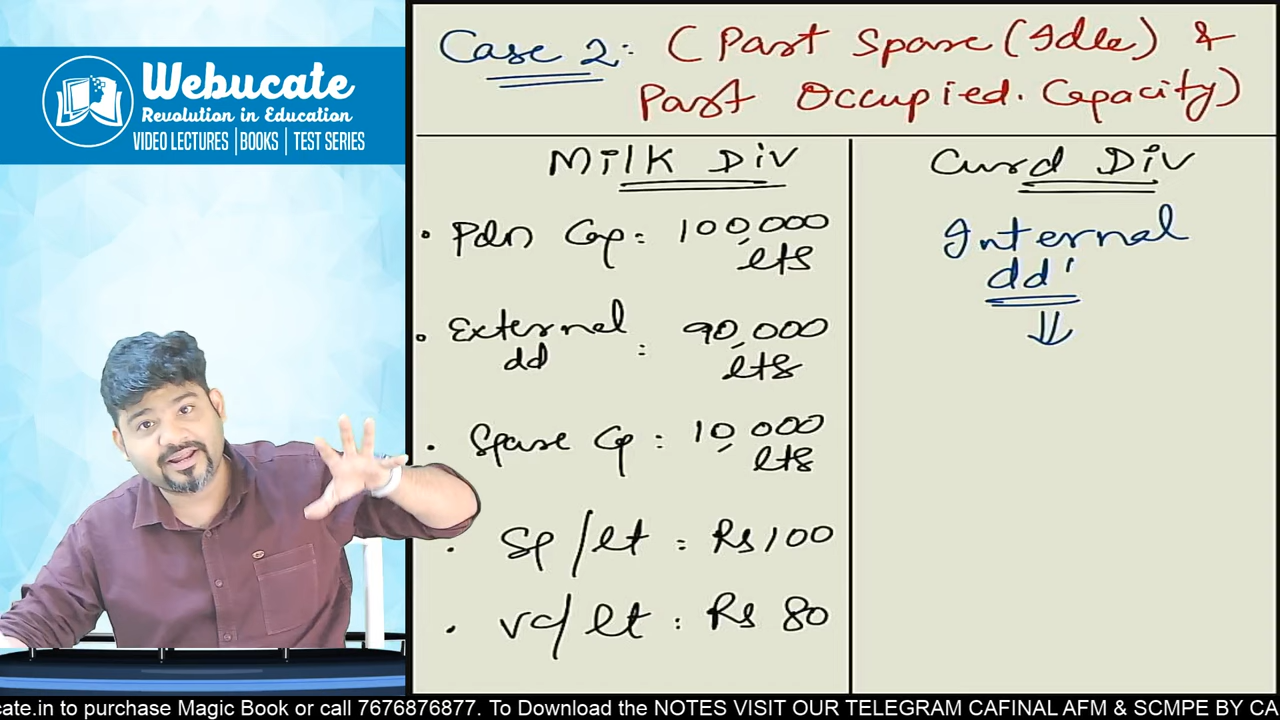 Webucate
Revolution in Education
VIDEO LECTURES | BOOKS | TEST SERIES
Case 2: (Part Spare (Idle) &
Part Occupied. Capacity)
Milk Div
• Pdn Cap = 100,000
lts
• External
dd : 90,000
lts
• Spare Cp : 10,000
lts
• Sp/lt : Rs 100
• vc/lt : Rs 80
Curd Div
Internal
dd'
⇓
cate.in to purchase Magic Book or call 7676876877. To Download the NOTES VISIT OUR TELEGRAM CAFINAL AFM & SCMPE BY CA